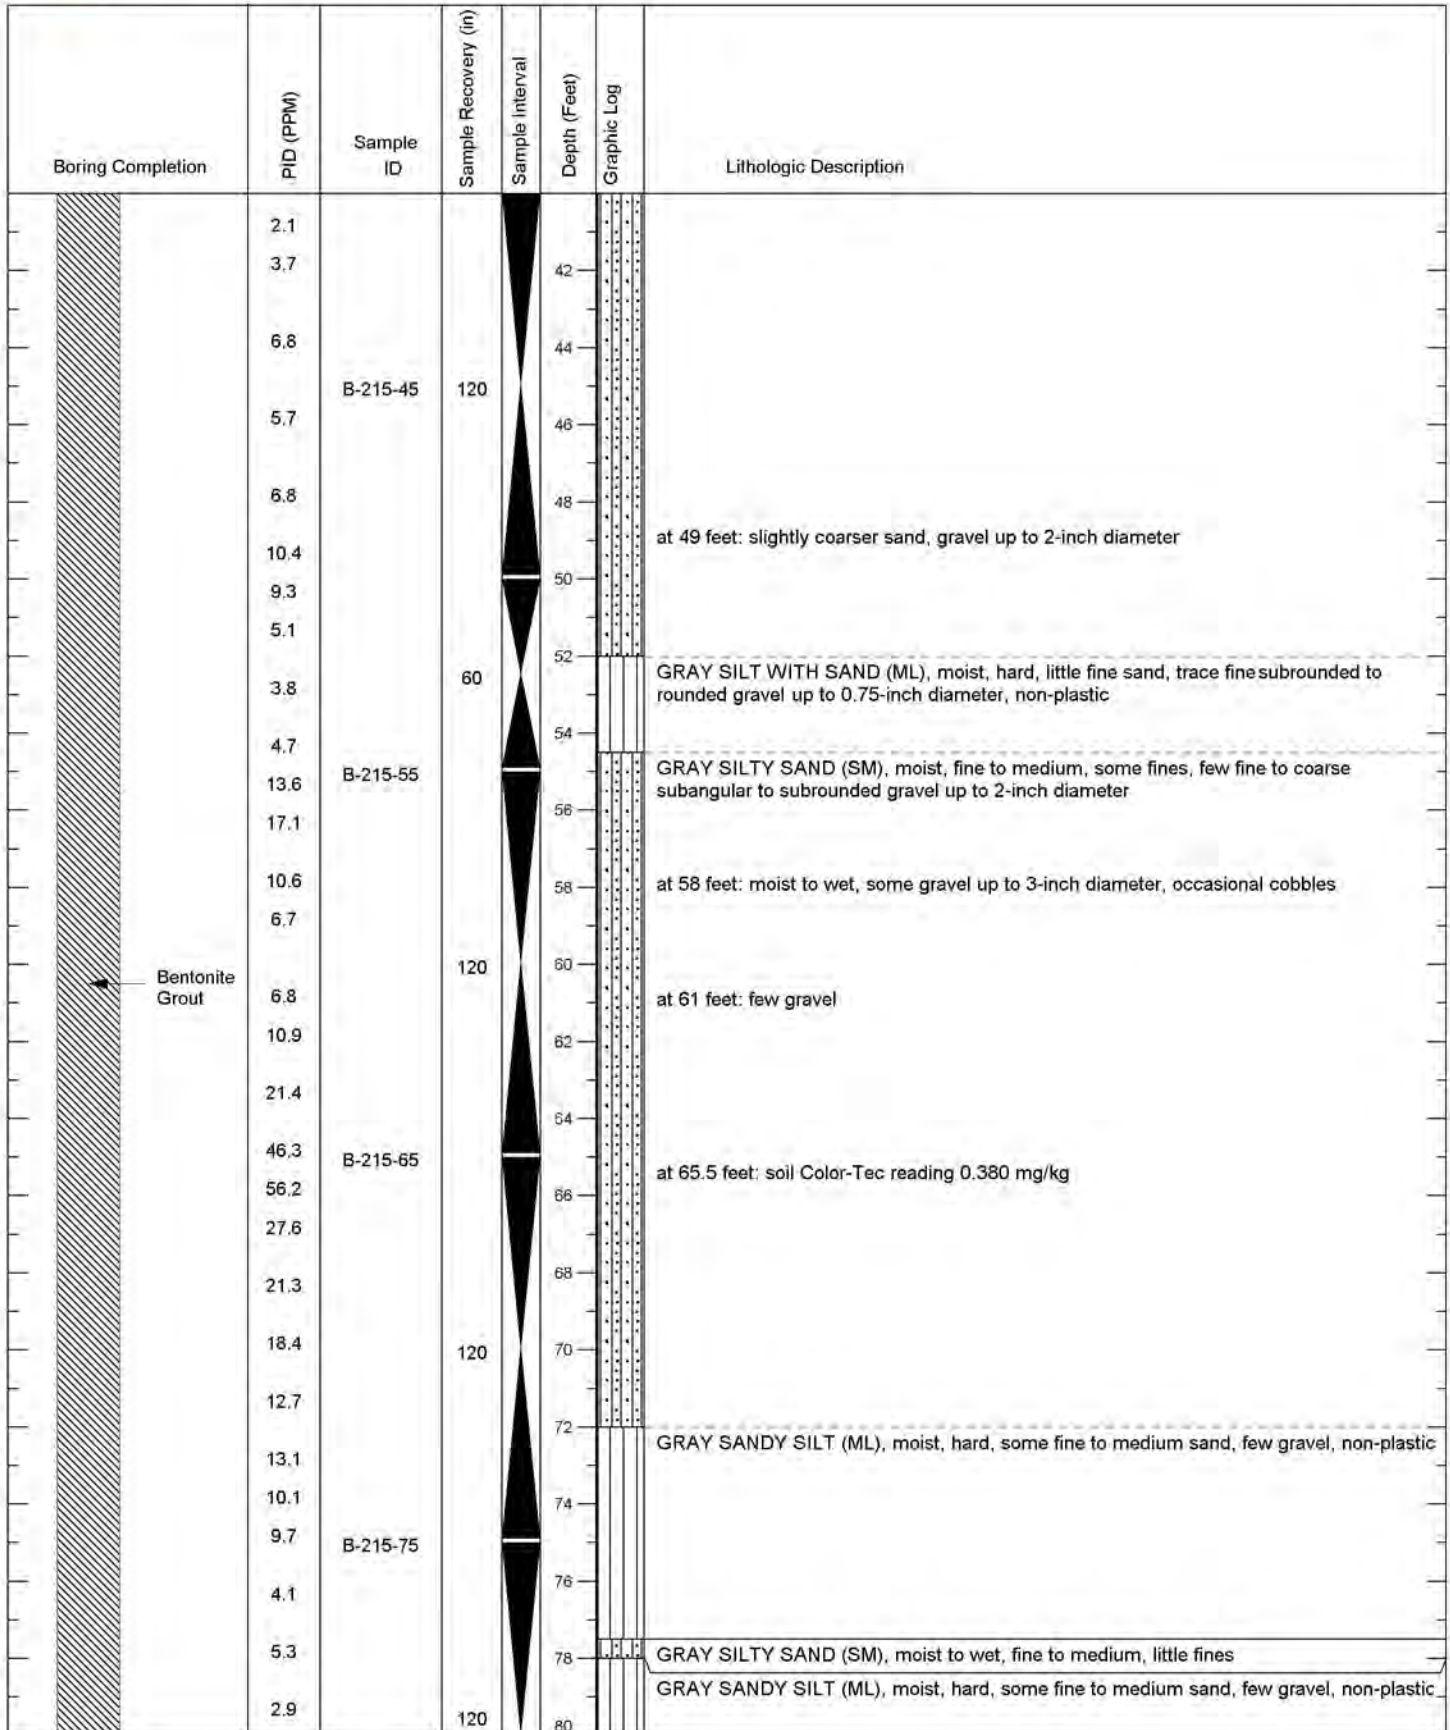 Boring Completion
PID (PPM)
Sample
ID
Sample Recovery (in)
Sample Interval
Depth (Feet)
Graphic Log
Lithologic Description
2.1
3.7
42
6.8
44
B-215-45
120
5.7
46
6.8
48
at 49 feet: slightly coarser sand, gravel up to 2-inch diameter
10.4
50
9.3
5.1
52
GRAY SILT WITH SAND (ML), moist, hard, little fine sand, trace fine subrounded to
rounded gravel up to 0.75-inch diameter, non-plastic
60
3.8
54
4.7
B-215-55
GRAY SILTY SAND (SM), moist, fine to medium, some fines, few fine to coarse
subangular to subrounded gravel up to 2-inch diameter
13.6
56
17.1
10.6
58
at 58 feet: moist to wet, some gravel up to 3-inch diameter, occasional cobbles
6.7
120
60
Bentonite
Grout
6.8
at 61 feet: few gravel
10.9
62
21.4
64
46.3
B-215-65
at 65.5 feet: soil Color-Tec reading 0.380 mg/kg
56.2
66
27.6
68
21.3
18.4
120
70
12.7
72
GRAY SANDY SILT (ML), moist, hard, some fine to medium sand, few gravel, non-plastic
13.1
10.1
74
9.7
B-215-75
76
4.1
5.3
78
GRAY SILTY SAND (SM), moist to wet, fine to medium, little fines
GRAY SANDY SILT (ML), moist, hard, some fine to medium sand, few gravel, non-plastic
2.9
120
80